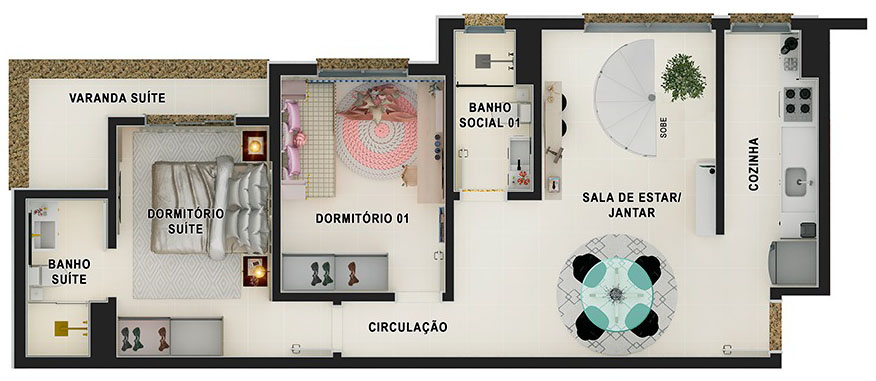 VARANDA SUÍTE
BANHO
SOCIAL 01
SOBE
COZINHA
DORMITÓRIO
SUÍTE
DORMITÓRIO 01
SALA DE ESTAR/
JANTAR
BANHO
SUÍTE
CIRCULAÇÃO